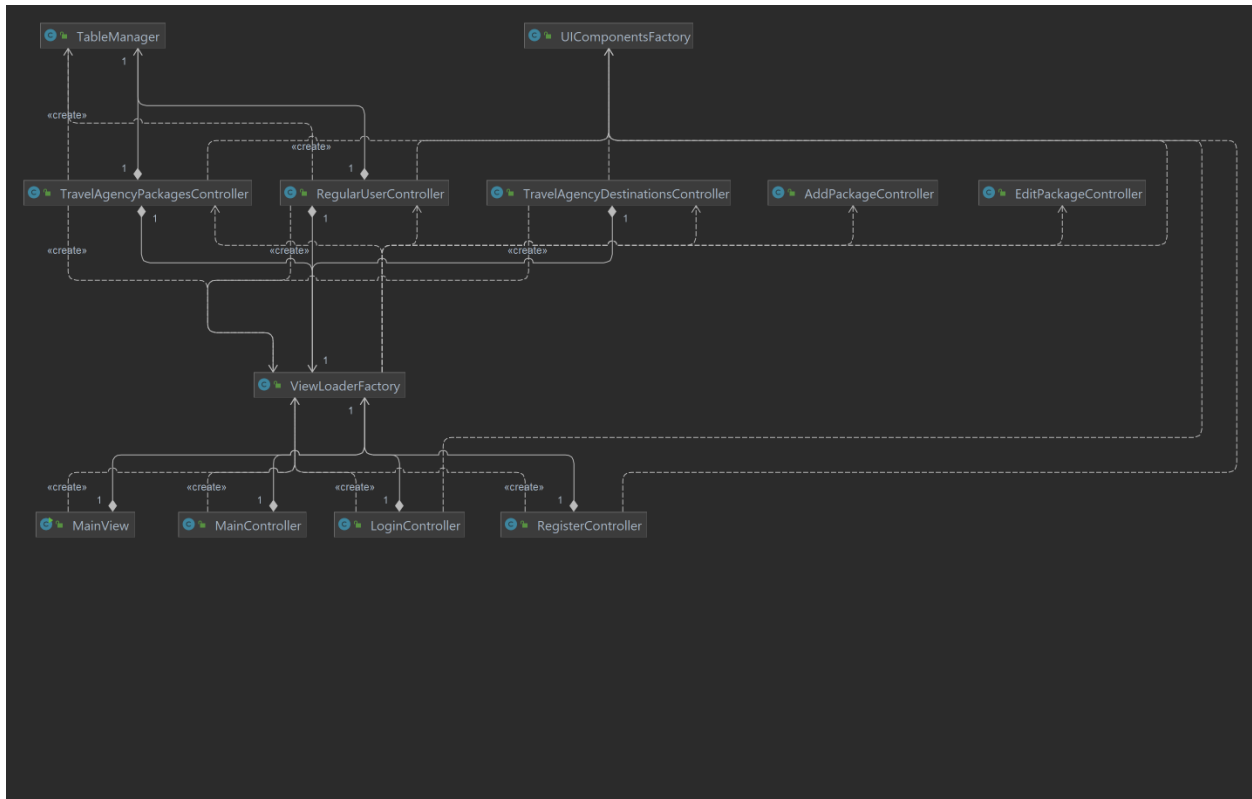 TableManager
UIComponentsFactory
1
«create»
«create»
1
1
TravelAgencyPackagesController
RegularUserController
TravelAgencyDestinationsController
AddPackageController
EditPackageController
1
1
1
«create»
«create»
«create»
1
ViewLoaderFactory
1
«create»
«create»
«create»
«create»
1
1
1
1
MainView
MainController
LoginController
RegisterController